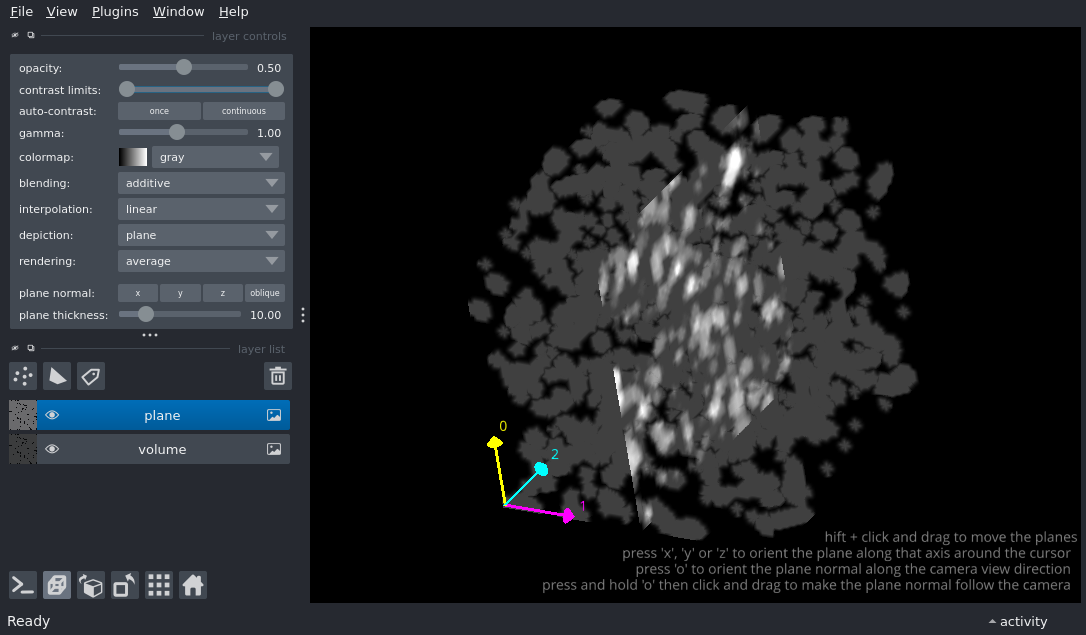 File View Plugins Window Help
layer controls
opacity: 0.50
contrast limits:
auto-contrast: once continuous
gamma: 1.00
colormap: gray
blending: additive
interpolation: linear
depiction: plane
rendering: average
plane normal: x y z oblique
plane thickness: 10.00
layer list
plane
volume
0
2
1
hift + click and drag to move the planes
press 'x', 'y' or 'z' to orient the plane along that axis around the cursor
press 'o' to orient the plane normal along the camera view direction
press and hold 'o' then click and drag to make the plane normal follow the camera
Ready
activity